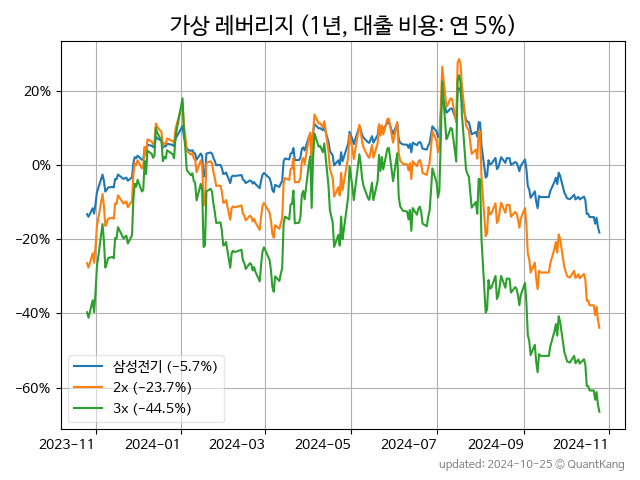 가상 레버리지 (1년, 대출 비용: 연 5%)
20%
0%
−20%
−40%
−60%
삼성전기 (−5.7%)
2x (−23.7%)
3x (−44.5%)
2023-11 2024-01 2024-03 2024-05 2024-07 2024-09 2024-11
updated: 2024-10-25 © QuantKang